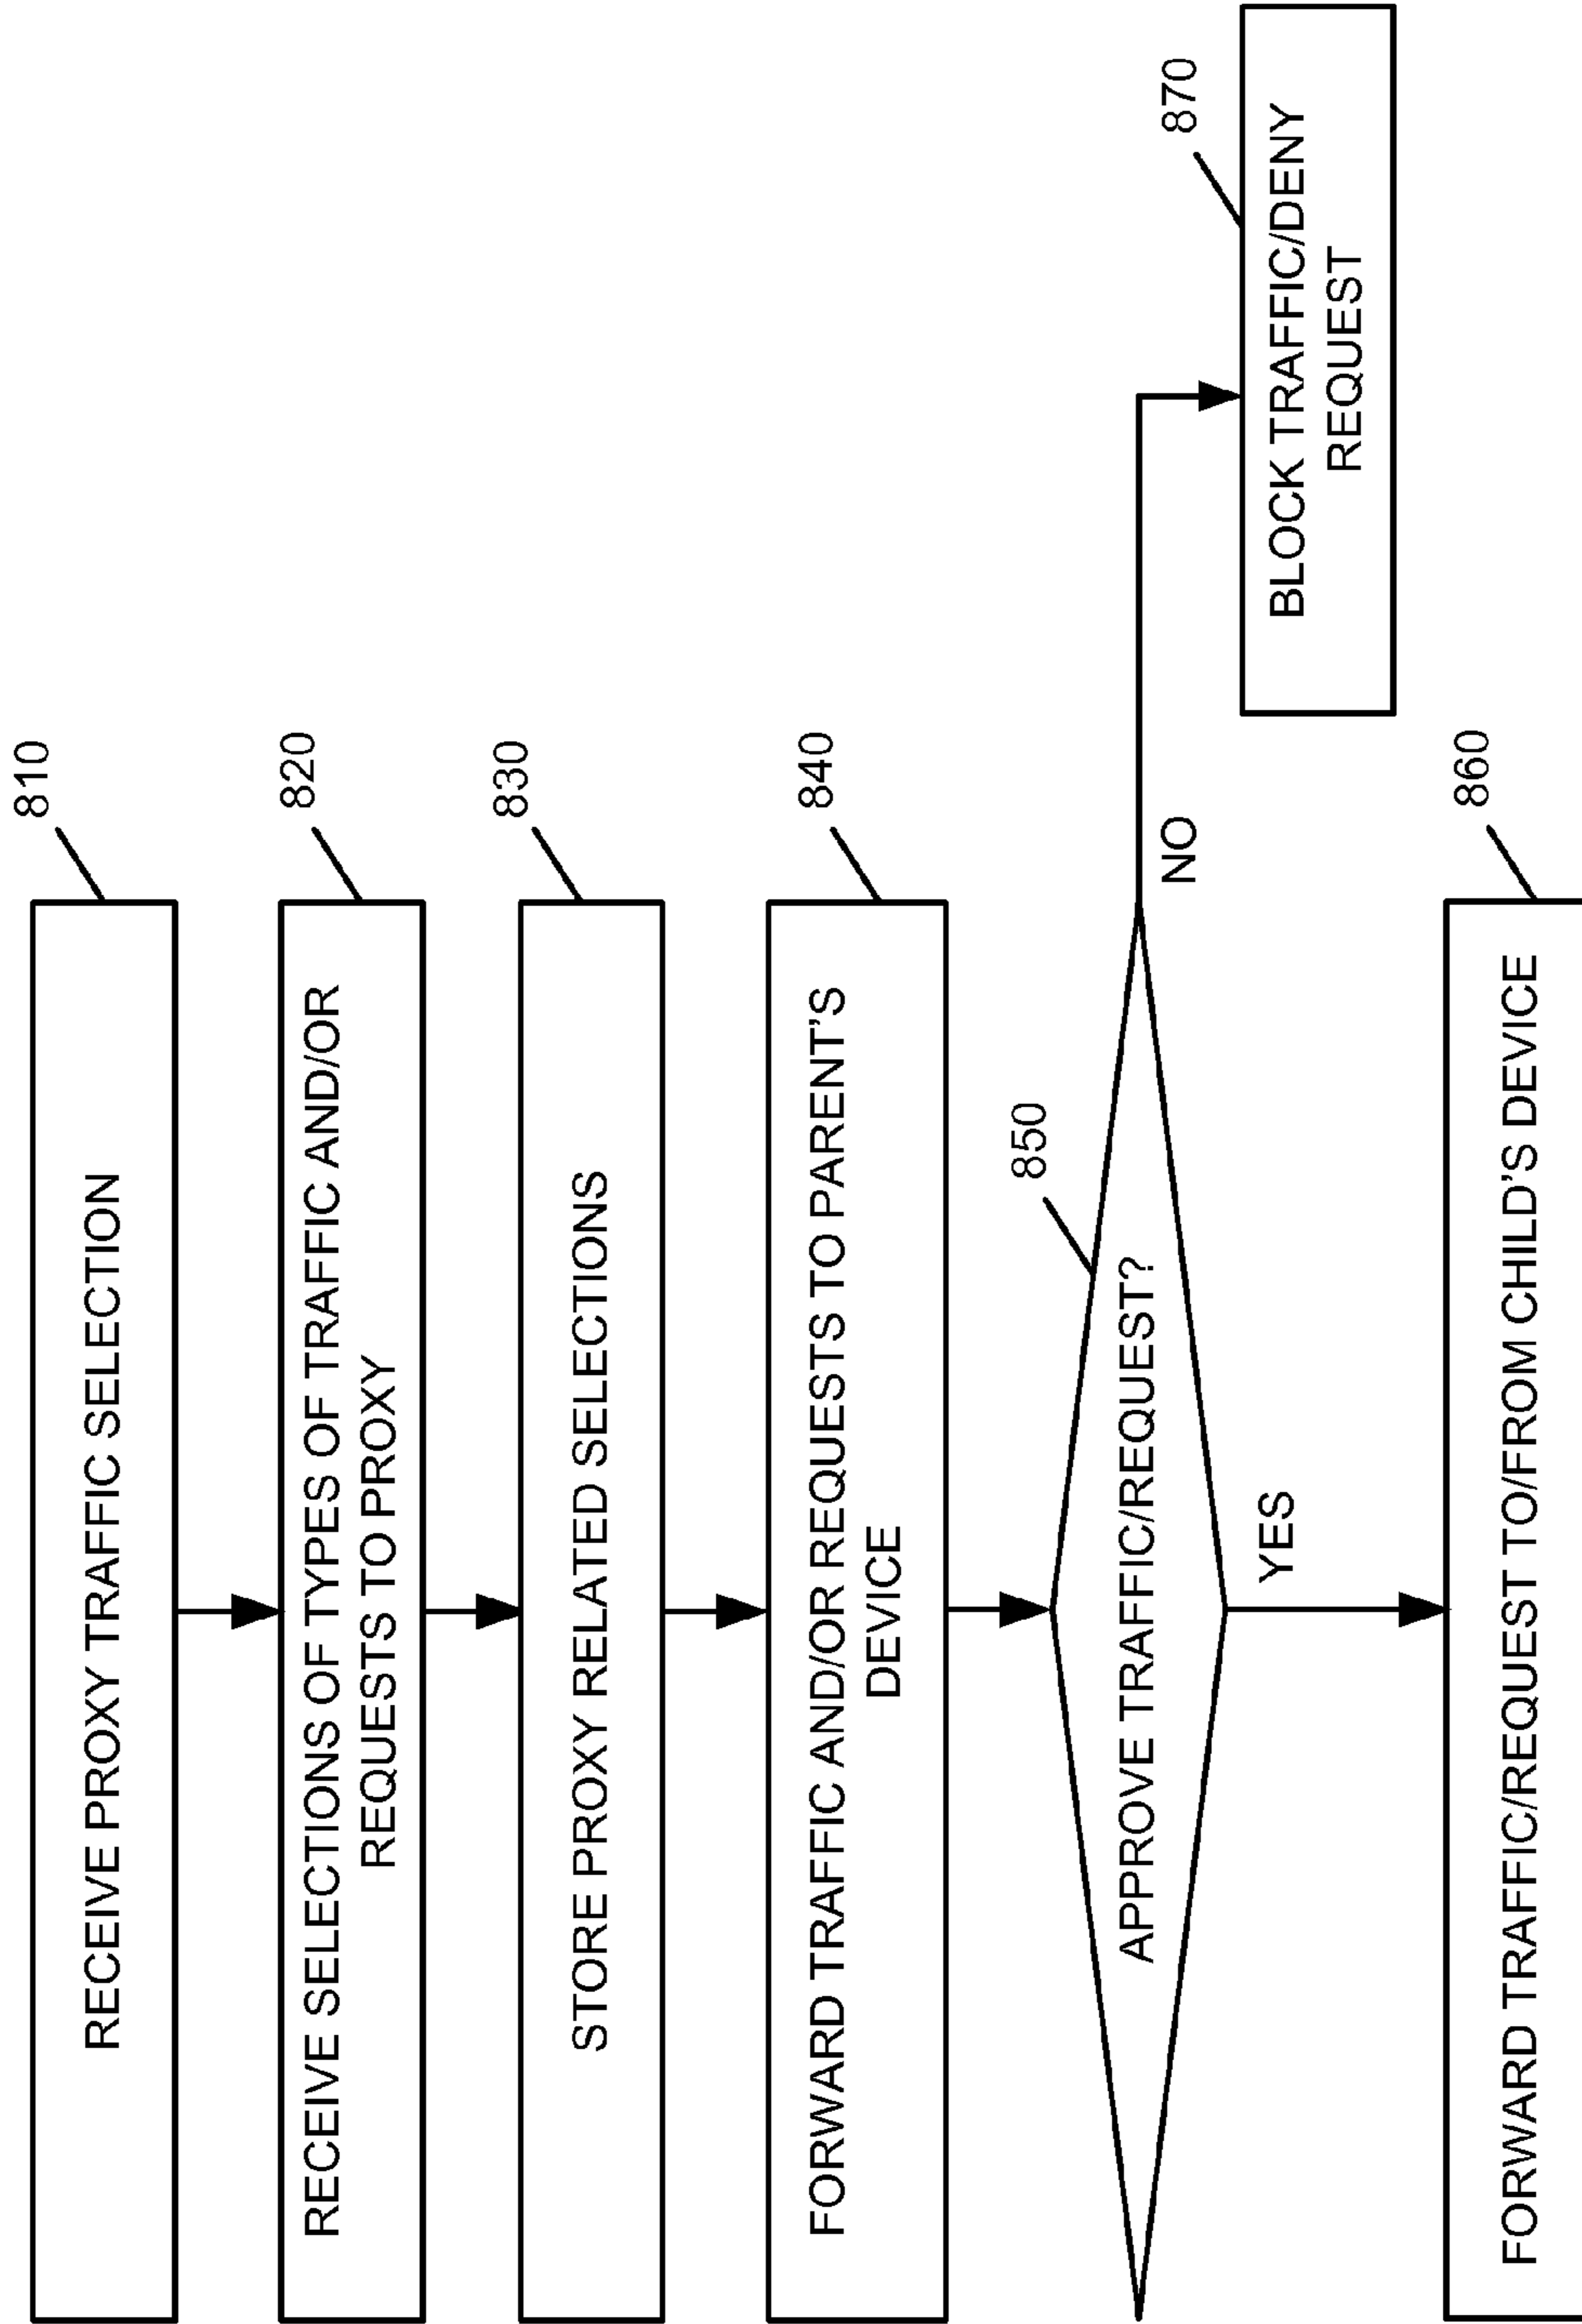 810
RECEIVE PROXY TRAFFIC SELECTION
820
RECEIVE SELECTIONS OF TYPES OF TRAFFIC AND/OR
REQUESTS TO PROXY
830
STORE PROXY RELATED SELECTIONS
840
FORWARD TRAFFIC AND/OR REQUESTS TO PARENT'S
DEVICE
850
APPROVE TRAFFIC/REQUEST?
NO
870
BLOCK TRAFFIC/DENY
REQUEST
YES
860
FORWARD TRAFFIC/REQUEST TO/FROM CHILD'S DEVICE